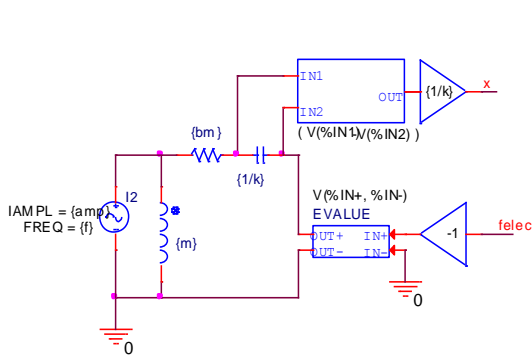 IN1
OUT
{1/k}
x
IN2
( V(%IN1)-V(%IN2) )
{bm}
{1/k}
V(%IN+, %IN-)
I2
EVALUE
IAMPL = {amp}
FREQ = {f}
felec
OUT+ IN+
-1
{m}
OUT- IN-
0
0